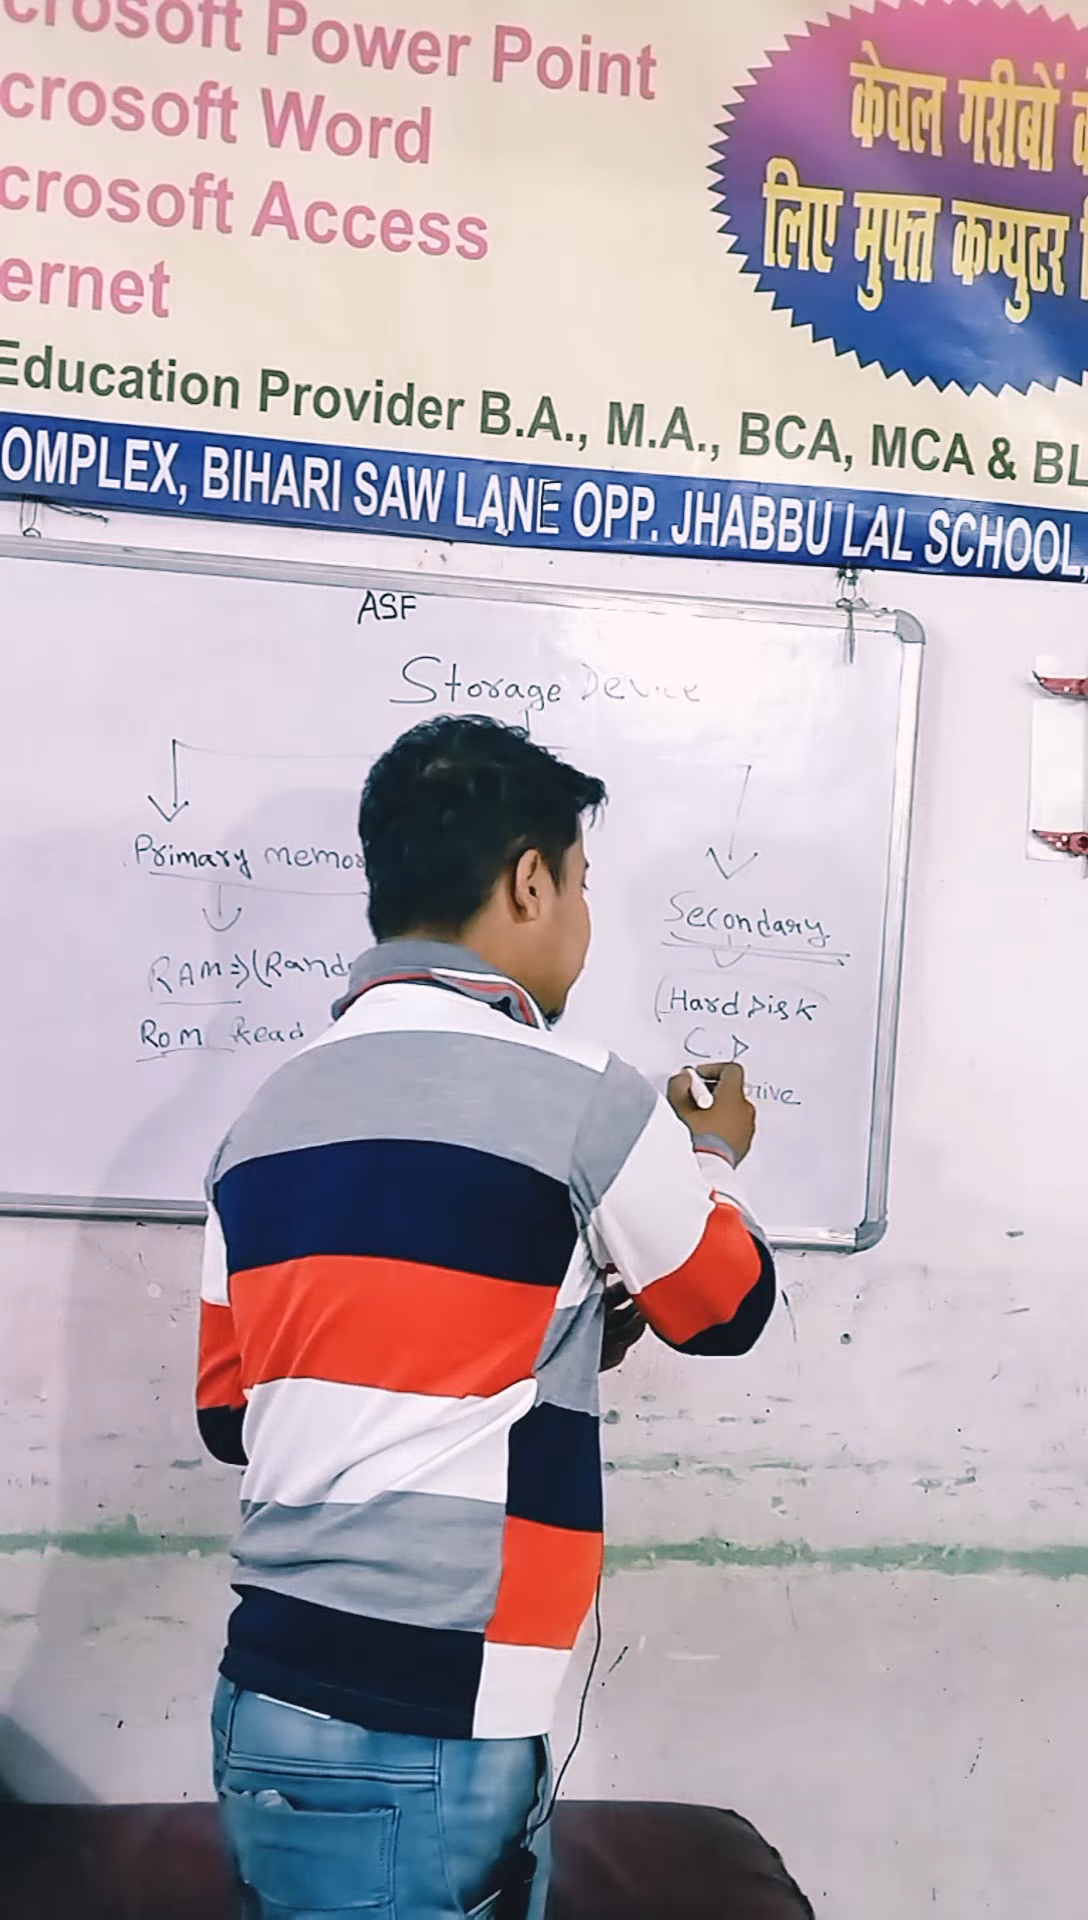 crosoft Power Point
crosoft Word
crosoft Access
ernet
केवल गरीबों
लिए मुफ्त कम्युटर
Education Provider B.A., M.A., BCA, MCA & BL
OMPLEX, BIHARI SAW LANE OPP. JHABBU LAL SCHOOL,
ASF
Storage Device
Primary memo
RAM⇒(Rand
ROM Read
Secondary
(Hard Disk
C.D
rive